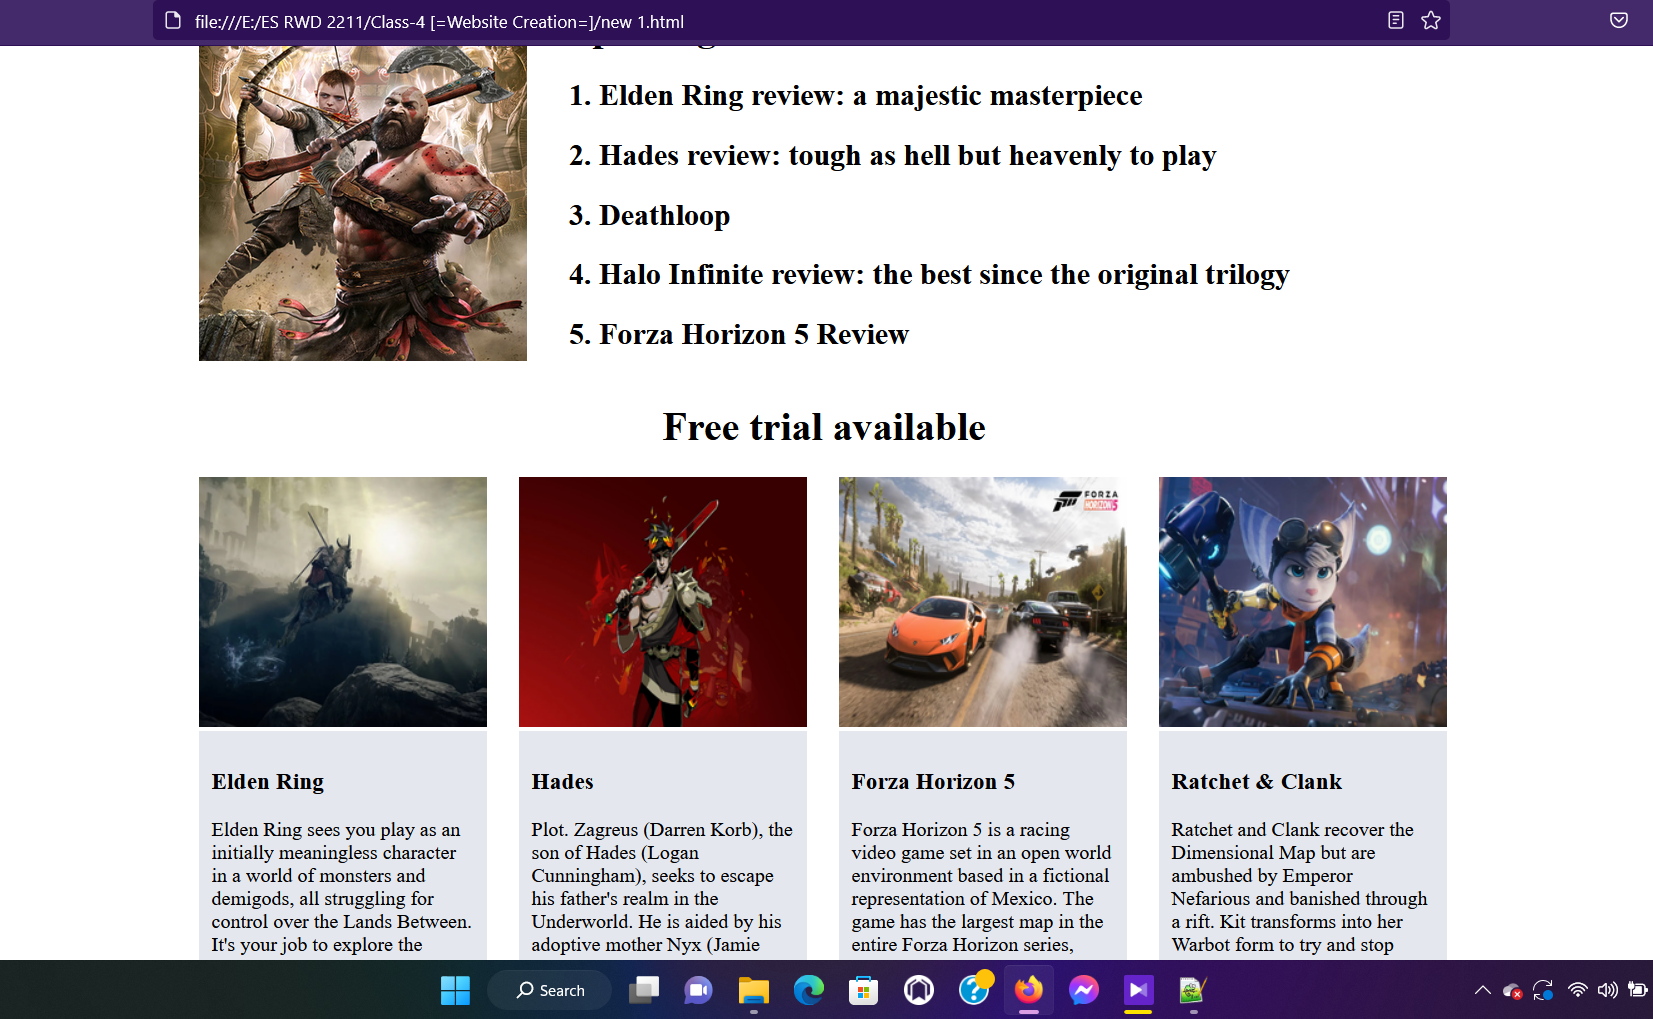 file:///E:/ES RWD 2211/Class-4 [=Website Creation=]/new 1.html
1. Elden Ring review: a majestic masterpiece
2. Hades review: tough as hell but heavenly to play
3. Deathloop
4. Halo Infinite review: the best since the original trilogy
5. Forza Horizon 5 Review
Free trial available
FORZA
HORIZON 5
Elden Ring
Elden Ring sees you play as an
initially meaningless character
in a world of monsters and
demigods, all struggling for
control over the Lands Between.
It's your job to explore the
Hades
Plot. Zagreus (Darren Korb), the
son of Hades (Logan
Cunningham), seeks to escape
his father's realm in the
Underworld. He is aided by his
adoptive mother Nyx (Jamie
Forza Horizon 5
Forza Horizon 5 is a racing
video game set in an open world
environment based in a fictional
representation of Mexico. The
game has the largest map in the
entire Forza Horizon series,
Ratchet & Clank
Ratchet and Clank recover the
Dimensional Map but are
ambushed by Emperor
Nefarious and banished through
a rift. Kit transforms into her
Warbot form to try and stop
Search